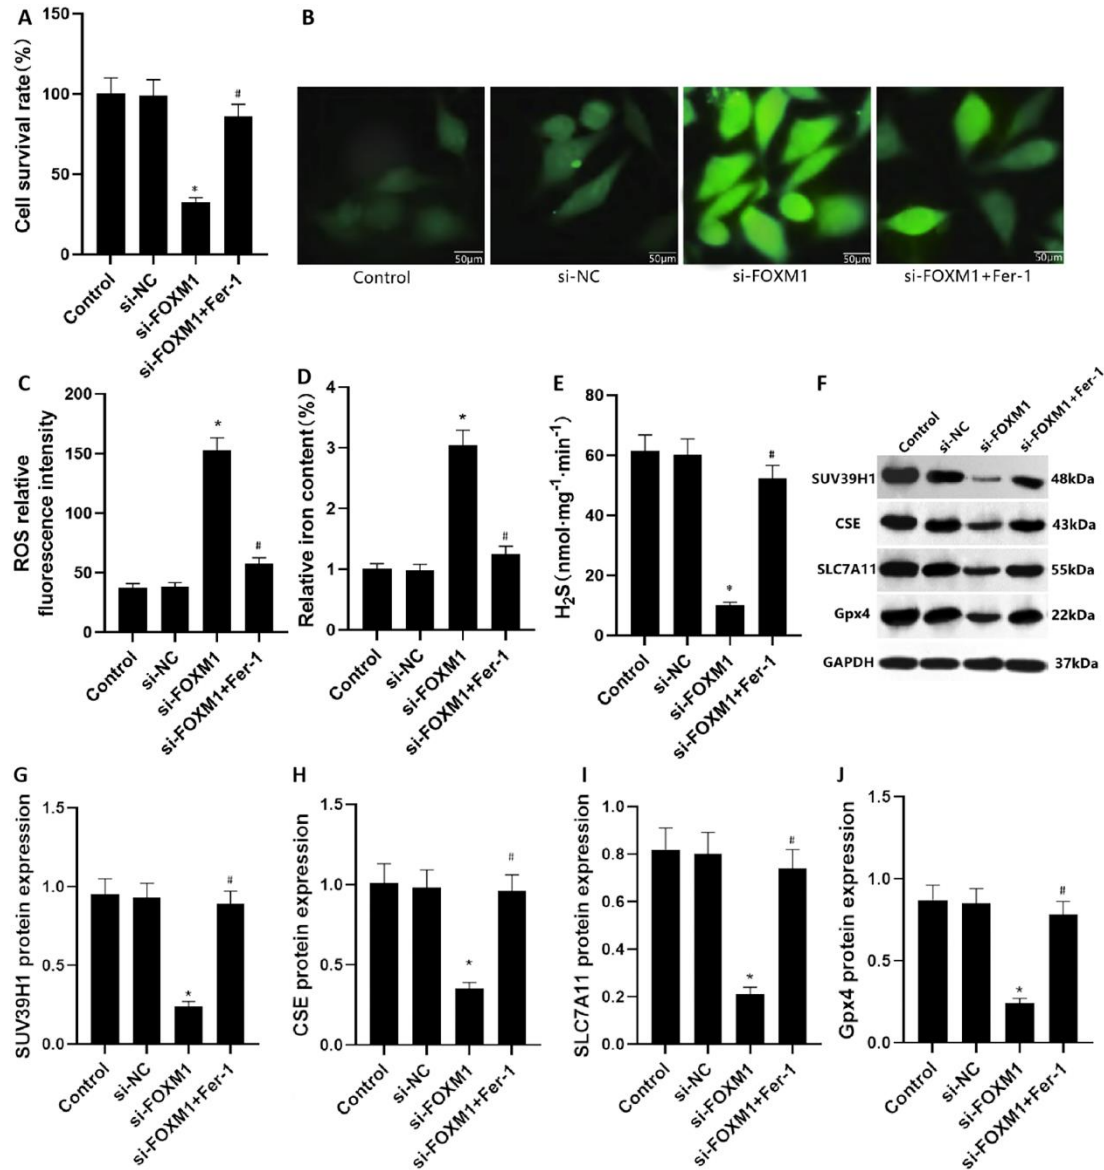 A
Cell survival rate(%)
150
100
50
0
*
#
Control
si-NC
si-FOXM1
si-FOXM1+Fer-1
B
50μm
50μm
50μm
50μm
Control
si-NC
si-FOXM1
si-FOXM1+Fer-1
C
ROS relative
fluorescence intensity
200
150
100
50
0
*
#
Control
si-NC
si-FOXM1
si-FOXM1+Fer-1
D
Relative iron content(%)
4
3
2
1
0
*
#
Control
si-NC
si-FOXM1
si-FOXM1+Fer-1
E
H₂S(nmol·mg⁻¹·min⁻¹)
80
60
40
20
0
*
#
Control
si-NC
si-FOXM1
si-FOXM1+Fer-1
F
Control
si-NC
si-FOXM1
si-FOXM1+Fer-1
SUV39H1 48kDa
CSE 43kDa
SLC7A11 55kDa
Gpx4 22kDa
GAPDH 37kDa
G
SUV39H1 protein expression
1.5
1.0
0.5
0.0
*
#
Control
si-NC
si-FOXM1
si-FOXM1+Fer-1
H
CSE protein expression
1.5
1.0
0.5
0.0
*
#
Control
si-NC
si-FOXM1
si-FOXM1+Fer-1
I
SLC7A11 protein expression
1.0
0.8
0.6
0.4
0.2
0.0
*
#
Control
si-NC
si-FOXM1
si-FOXM1+Fer-1
J
Gpx4 protein expression
1.5
1.0
0.5
0.0
*
#
Control
si-NC
si-FOXM1
si-FOXM1+Fer-1